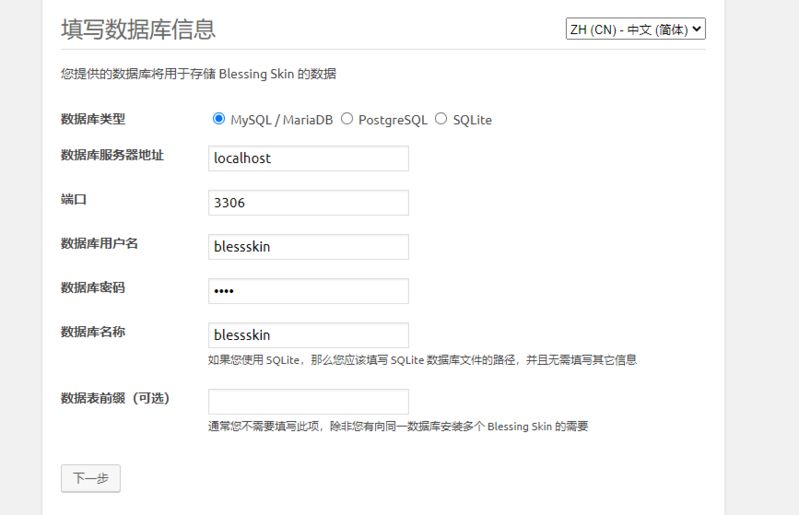 填写数据库信息
ZH (CN) - 中文 (简体)
您提供的数据库将用于存储 Blessing Skin 的数据
数据库类型 MySQL / MariaDB PostgreSQL SQLite
数据库服务器地址 localhost
端口 3306
数据库用户名 blessskin
数据库密码 ••••
数据库名称 blessskin
如果您使用 SQLite，那么您应该填写 SQLite 数据库文件的路径，并且无需填写其它信息
数据表前缀（可选）
通常您不需要填写此项，除非您有向同一数据库安装多个 Blessing Skin 的需要
下一步